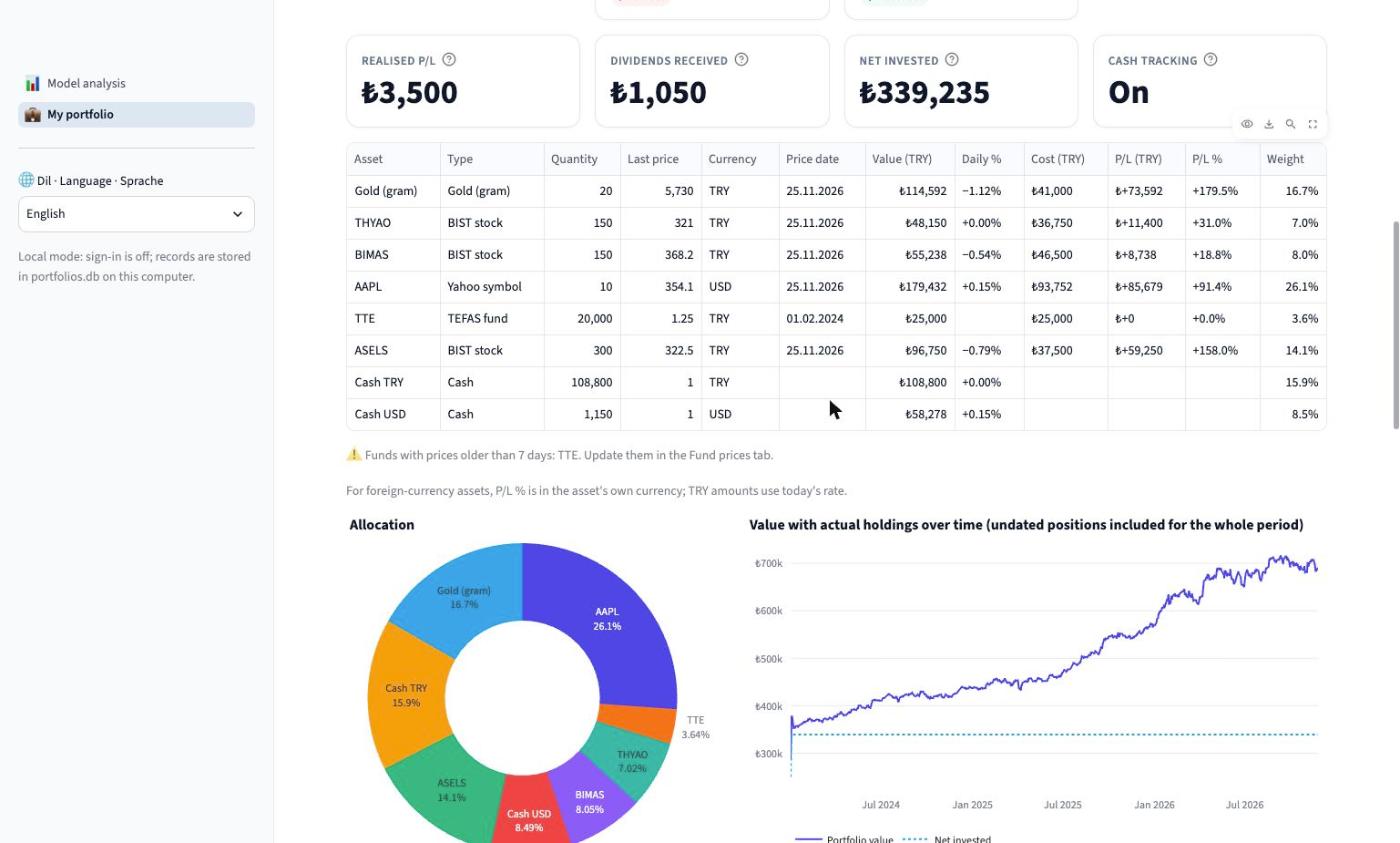 Model analysis
My portfolio
Dil · Language · Sprache
English
Local mode: sign-in is off; records are stored
in portfolios.db on this computer.
REALISED P/L
₺3,500
DIVIDENDS RECEIVED
₺1,050
NET INVESTED
₺339,235
CASH TRACKING
On
Asset Type Quantity Last price Currency Price date Value (TRY) Daily % Cost (TRY) P/L (TRY) P/L % Weight
Gold (gram) Gold (gram) 20 5,730 TRY 25.11.2026 ₺114,592 −1.12% ₺41,000 ₺+73,592 +179.5% 16.7%
THYAO BIST stock 150 321 TRY 25.11.2026 ₺48,150 +0.00% ₺36,750 ₺+11,400 +31.0% 7.0%
BIMAS BIST stock 150 368.2 TRY 25.11.2026 ₺55,238 −0.54% ₺46,500 ₺+8,738 +18.8% 8.0%
AAPL Yahoo symbol 10 354.1 USD 25.11.2026 ₺179,432 +0.15% ₺93,752 ₺+85,679 +91.4% 26.1%
TTE TEFAS fund 20,000 1.25 TRY 01.02.2024 ₺25,000 ₺25,000 ₺+0 +0.0% 3.6%
ASELS BIST stock 300 322.5 TRY 25.11.2026 ₺96,750 −0.79% ₺37,500 ₺+59,250 +158.0% 14.1%
Cash TRY Cash 108,800 1 TRY ₺108,800 +0.00% 15.9%
Cash USD Cash 1,150 1 USD ₺58,278 +0.15% 8.5%
Funds with prices older than 7 days: TTE. Update them in the Fund prices tab.
For foreign-currency assets, P/L % is in the asset's own currency; TRY amounts use today's rate.
Allocation
Gold (gram)
16.7%
AAPL
26.1%
Cash TRY
15.9%
TTE
3.64%
THYAO
7.02%
ASELS
14.1%
BIMAS
8.05%
Cash USD
8.49%
Value with actual holdings over time (undated positions included for the whole period)
₺700k
₺600k
₺500k
₺400k
₺300k
Jul 2024 Jan 2025 Jul 2025 Jan 2026 Jul 2026
Portfolio value Net invested